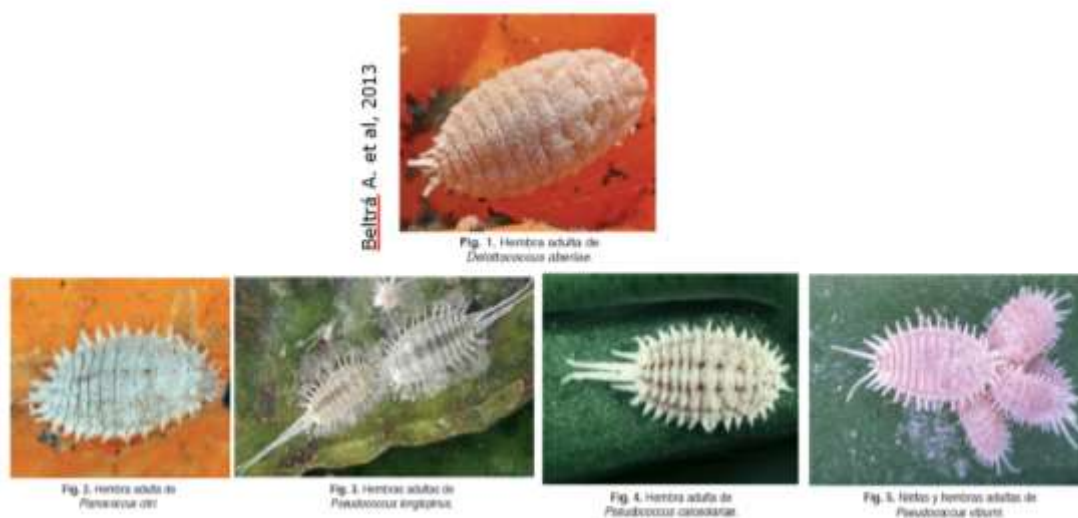 Beltrá A. et al, 2013
Fig. 1. Hembra adulta de
Delottococcus aberiae.
Fig. 2. Hembra adulta de
Planococcus citri.
Fig. 3. Hembras adultas de
Pseudococcus longispinus.
Fig. 4. Hembra adulta de
Pseudococcus calceolariae.
Fig. 5. Ninfas y hembras adultas de
Pseudococcus viburni.